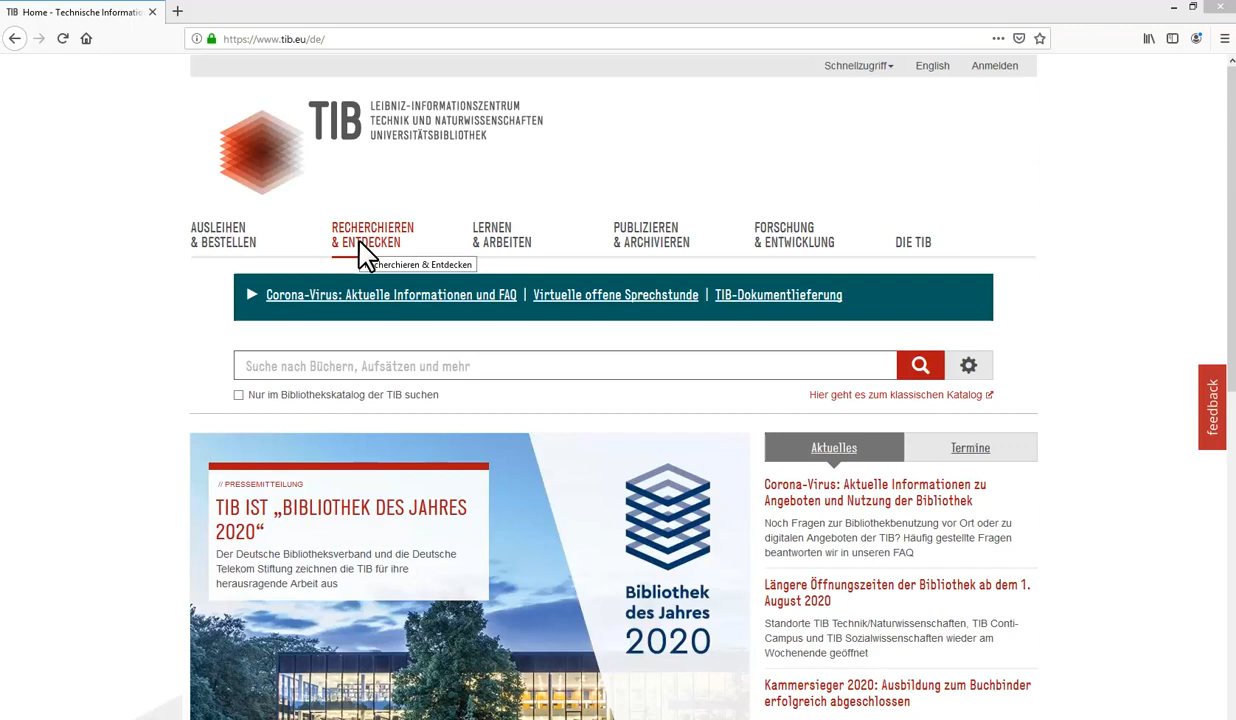 TIB Home - Technische Informatio
https://www.tib.eu/de/
Schnellzugriff
English
Anmelden
TIB
LEIBNIZ-INFORMATIONSZENTRUM
TECHNIK UND NATURWISSENSCHAFTEN
UNIVERSITÄTSBIBLIOTHEK
AUSLEIHEN
& BESTELLEN
RECHERCHIEREN
& ENTDECKEN
LERNEN
& ARBEITEN
PUBLIZIEREN
& ARCHIVIEREN
FORSCHUNG
& ENTWICKLUNG
DIE TIB
cherchieren & Entdecken
Corona-Virus: Aktuelle Informationen und FAQ | Virtuelle offene Sprechstunde | TIB-Dokumentlieferung
Suche nach Büchern, Aufsätzen und mehr
Nur im Bibliothekskatalog der TIB suchen
Hier geht es zum klassischen Katalog
feedback
// PRESSEMITTEILUNG
TIB IST „BIBLIOTHEK DES JAHRES
2020“
Der Deutsche Bibliotheksverband und die Deutsche
Telekom Stiftung zeichnen die TIB für ihre
herausragende Arbeit aus
Bibliothek
des Jahres
2020
Aktuelles
Termine
Corona-Virus: Aktuelle Informationen zu
Angeboten und Nutzung der Bibliothek
Noch Fragen zur Bibliothekbenutzung vor Ort oder zu
digitalen Angeboten der TIB? Häufig gestellte Fragen
beantworten wir in unseren FAQ
Längere Öffnungszeiten der Bibliothek ab dem 1.
August 2020
Standorte TIB Technik/Naturwissenschaften, TIB Conti-
Campus und TIB Sozialwissenschaften wieder am
Wochenende geöffnet
Kammersieger 2020: Ausbildung zum Buchbinder
erfolgreich abgeschlossen